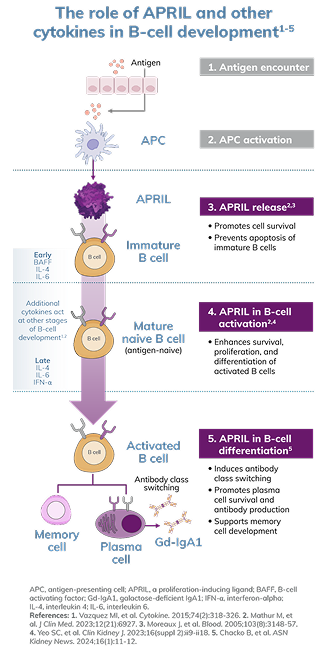 The role of APRIL and other
cytokines in B-cell development1-5
Antigen
1. Antigen encounter
APC
2. APC activation
APRIL
3. APRIL release2,3
• Promotes cell survival
• Prevents apoptosis of
immature B cells
Early
BAFF
IL-4
IL-6
B cell
Immature
B cell
Additional
cytokines act
at other stages
of B-cell
development1,2
Late
IL-4
IL-6
IFN-α
B cell
Mature
naive B cell
(antigen-naive)
4. APRIL in B-cell
activation2,4
• Enhances survival,
proliferation, and
differentiation of
activated B cells
B cell
Activated
B cell
5. APRIL in B-cell
differentiation5
• Induces antibody
class switching
• Promotes plasma
cell survival and
antibody production
• Supports memory
cell development
Antibody class
switching
Memory
cell
Plasma
cell
Gd-IgA1
APC, antigen-presenting cell; APRIL, a proliferation-inducing ligand; BAFF, B-cell
activating factor; Gd-IgA1, galactose-deficient IgA1; IFN-α, interferon-alpha;
IL-4, interleukin 4; IL-6, interleukin 6.
References: 1. Vazquez MI, et al. Cytokine. 2015;74(2):318-326. 2. Mathur M, et
al. J Clin Med. 2023;12(21):6927. 3. Moreaux J, et al. Blood. 2005;103(8):3148-57.
4. Yeo SC, et al. Clin Kidney J. 2023;16(suppl 2):ii9-ii18. 5. Chacko B, et al. ASN
Kidney News. 2024;16(1):11-12.